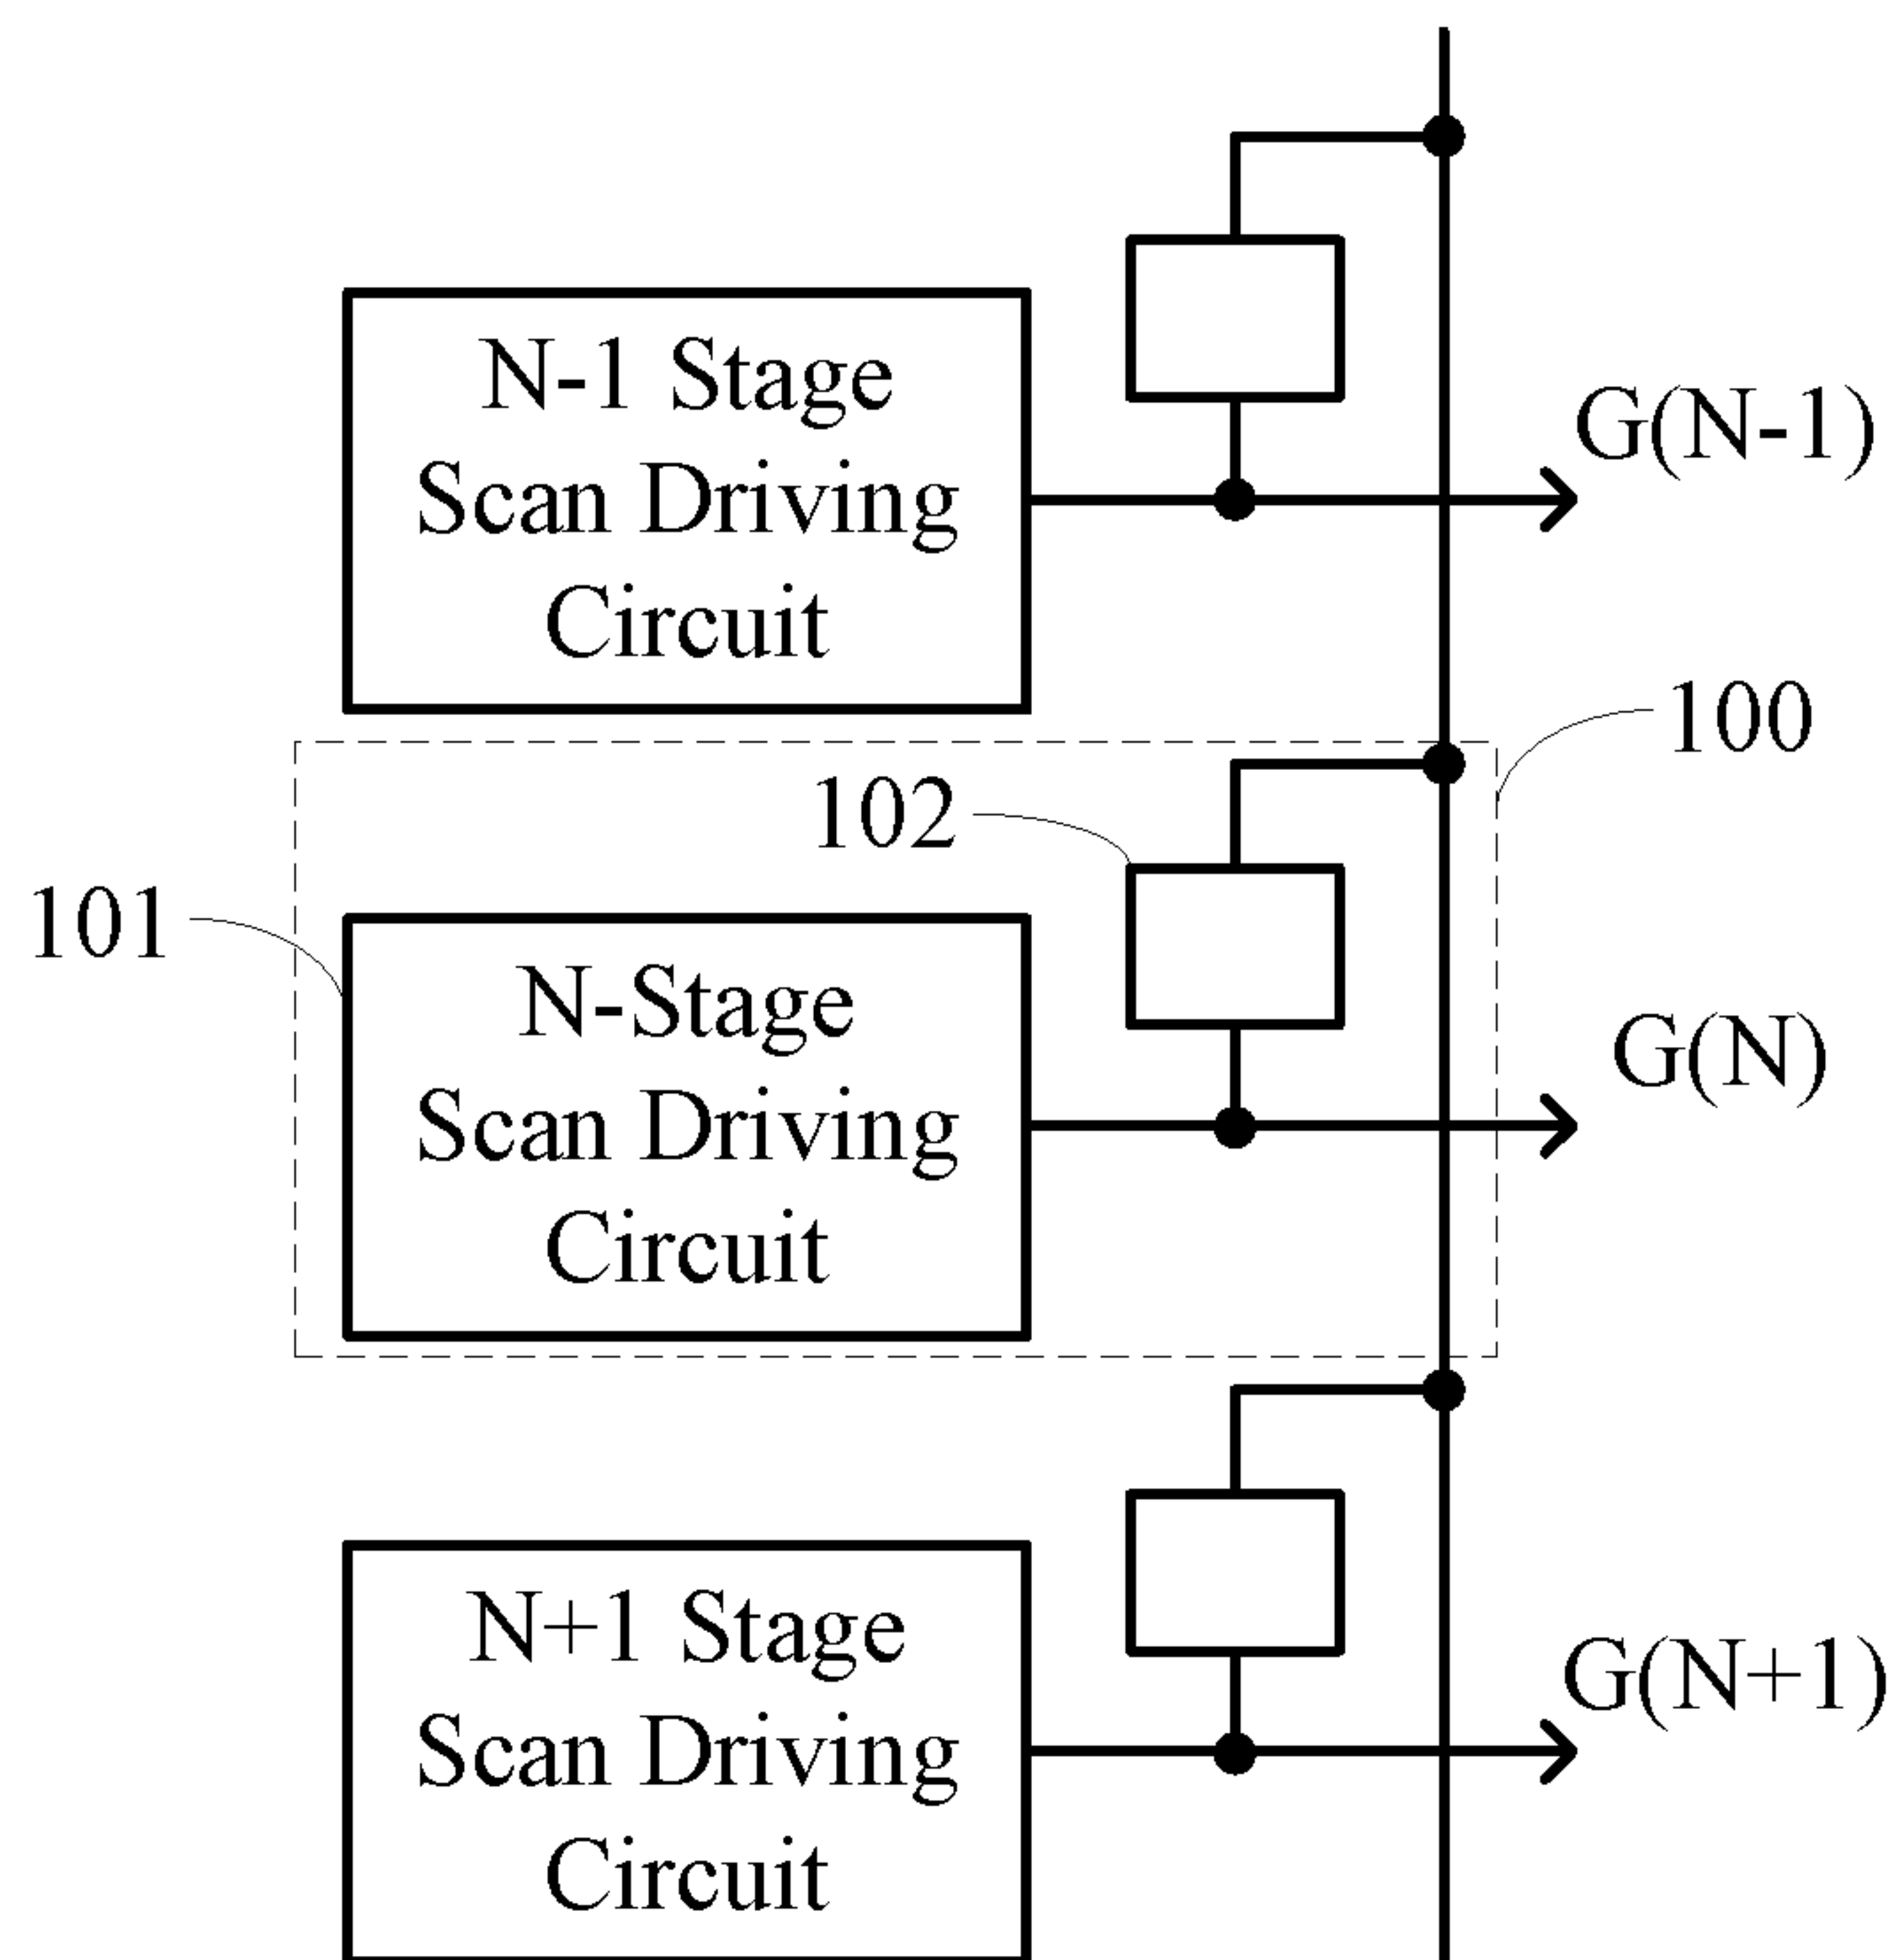 N-1 Stage
Scan Driving
Circuit
G(N-1)
100
102
101
N-Stage
Scan Driving
Circuit
G(N)
N+1 Stage
Scan Driving
Circuit
G(N+1)